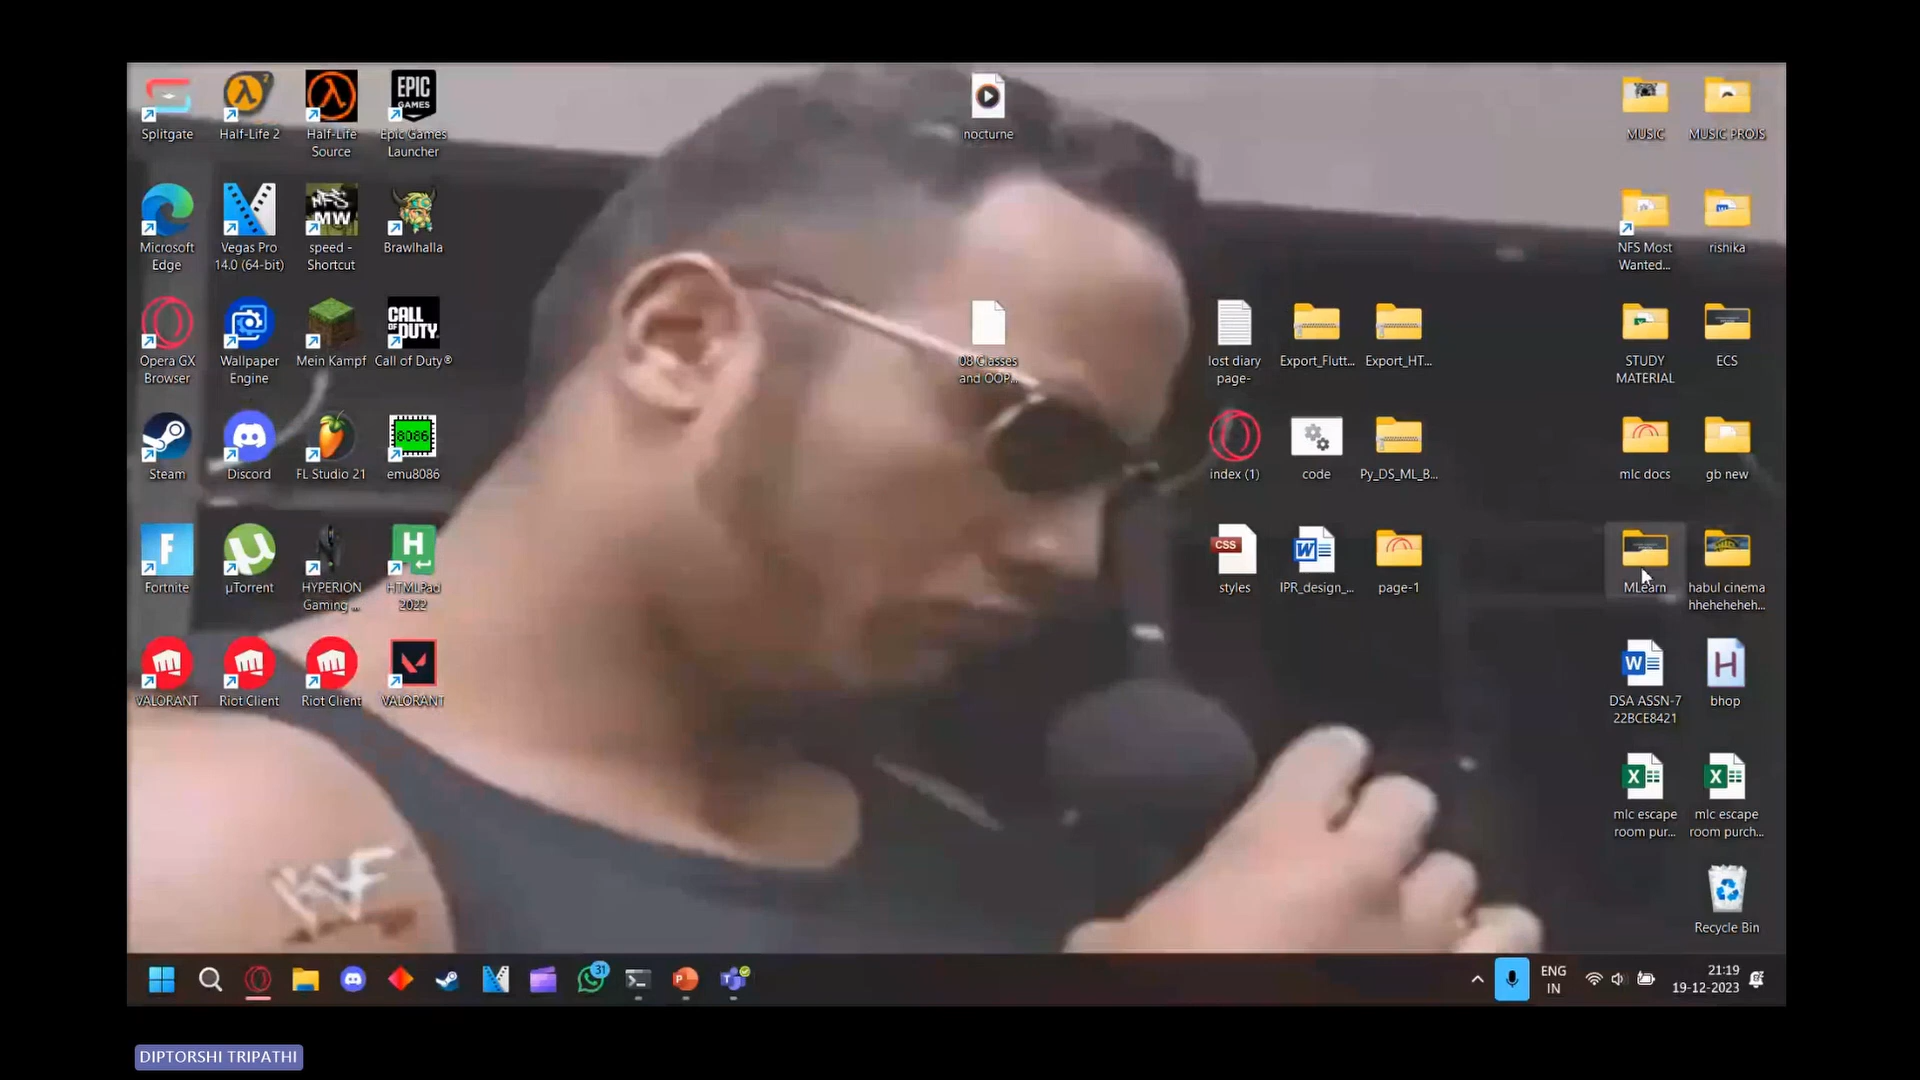 Splitgate
Half-Life 2
Half-Life
Source
EPIC
GAMES
Epic Games
Launcher
nocturne
MUSIC
MUSIC PROJS
Microsoft
Edge
Vegas Pro
14.0 (64-bit)
NFS
MW
speed -
Shortcut
Brawlhalla
NFS Most
Wanted...
rishika
Opera GX
Browser
Wallpaper
Engine
Mein Kampf
CALL
OF DUTY
Call of Duty®
08 Classes
and OOP...
lost diary
page-
Export_Flutt...
Export_HT...
STUDY
MATERIAL
ECS
Steam
Discord
FL Studio 21
8086
emu8086
index (1)
code
Py_DS_ML_B...
mlc docs
gb new
F
Fortnite
µ
µTorrent
HYPERION
Gaming ...
H
HTMLPad
2022
CSS
styles
W
IPR_design_...
page-1
MLearn
habul cinema
hheheheheh...
VALORANT
Riot Client
Riot Client
VALORANT
W
DSA ASSN-7
22BCE8421
H
bhop
WF
X
mlc escape
room pur...
X
mlc escape
room purch...
Recycle Bin
31
P
ENG
IN
21:19
19-12-2023
DIPTORSHI TRIPATHI